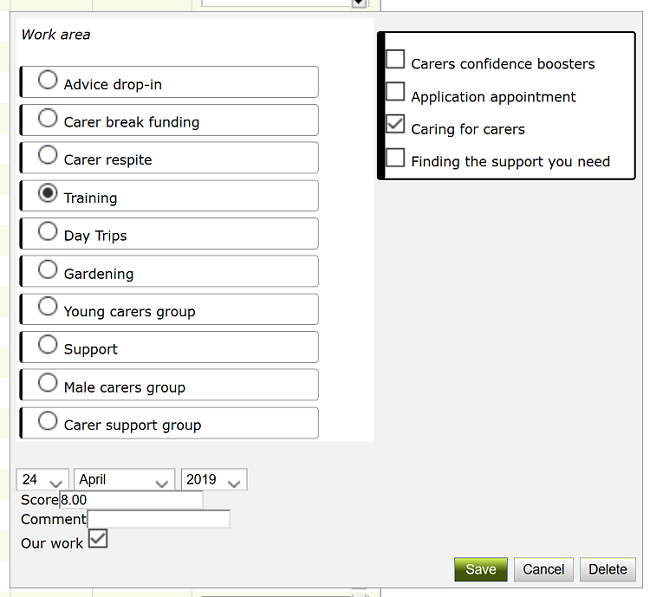 Work area
Advice drop-in
Carer break funding
Carer respite
Training
Day Trips
Gardening
Young carers group
Support
Male carers group
Carer support group
Carers confidence boosters
Application appointment
Caring for carers
Finding the support you need
24 April 2019
Score 8.00
Comment
Our work
Save Cancel Delete